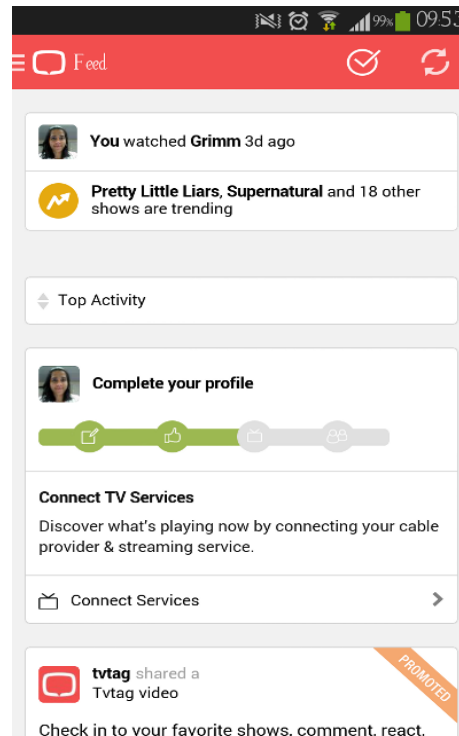 99% 09:53
Feed
You watched Grimm 3d ago
Pretty Little Liars, Supernatural and 18 other
shows are trending
Top Activity
Complete your profile
Connect TV Services
Discover what's playing now by connecting your cable
provider & streaming service.
Connect Services
PROMOTED
tvtag shared a
Tvtag video
Check in to your favorite shows, comment, react,